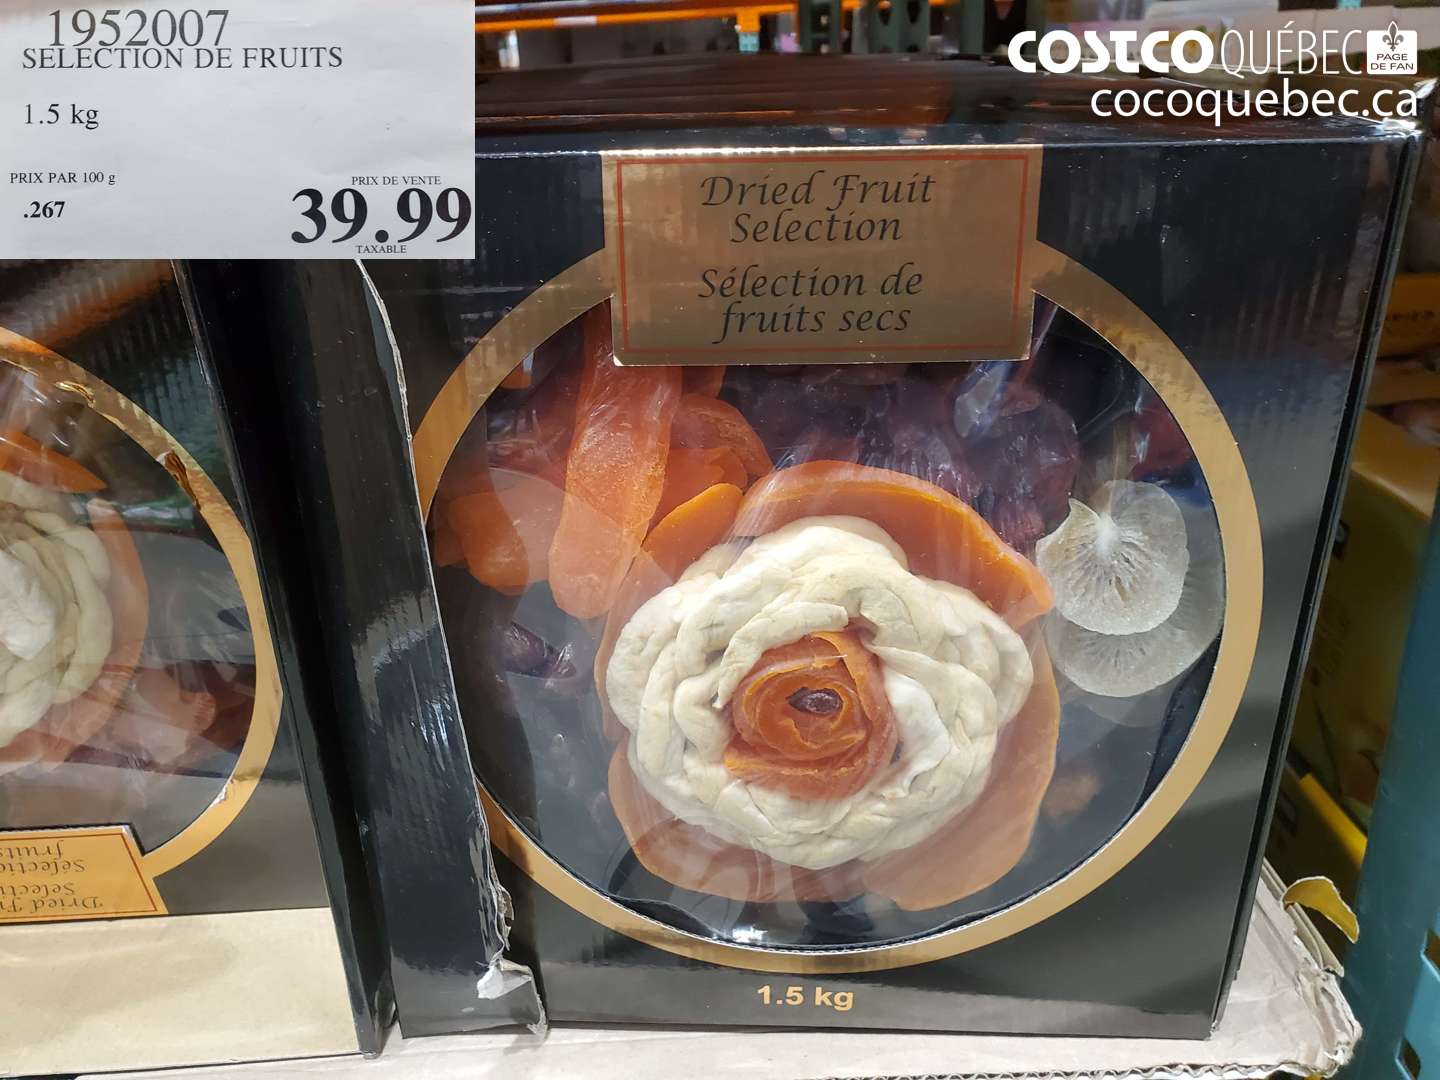 1952007
SELECTION DE FRUITS
1.5 kg
PRIX PAR 100 g
.267
PRIX DE VENTE
39.99
TAXABLE
COSTCO QUÉBEC
PAGE
DE FAN
cocoquebec.ca
Dried Fruit
Selection
Sélection de
fruits secs
1.5 kg